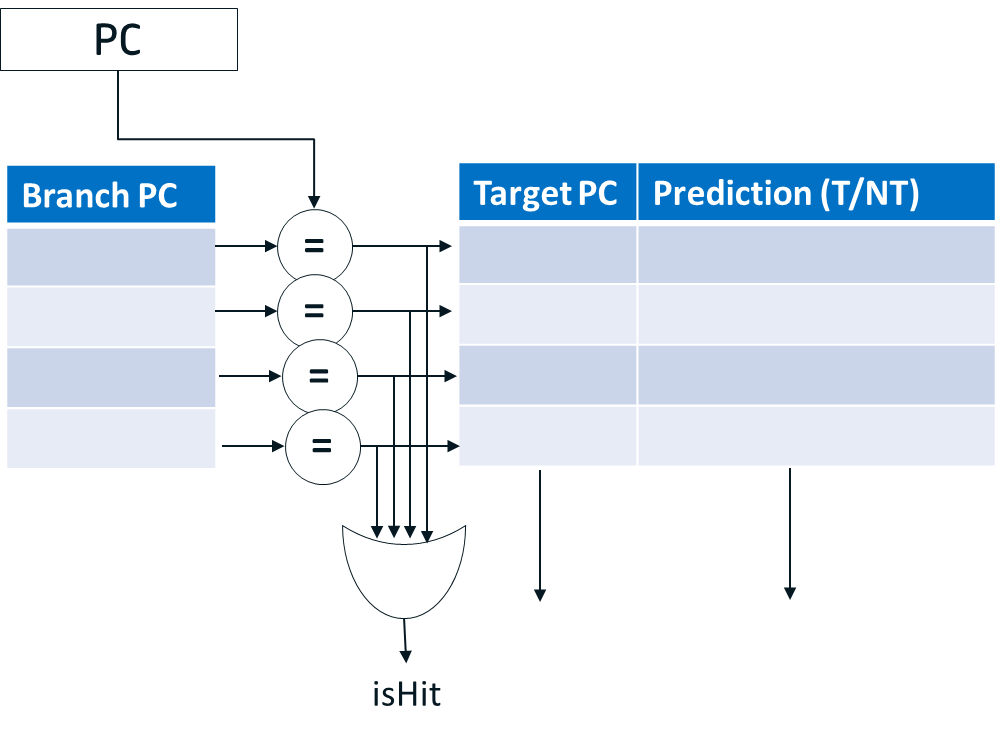 PC
Branch PC
Target PC
Prediction (T/NT)
=
=
=
=
isHit